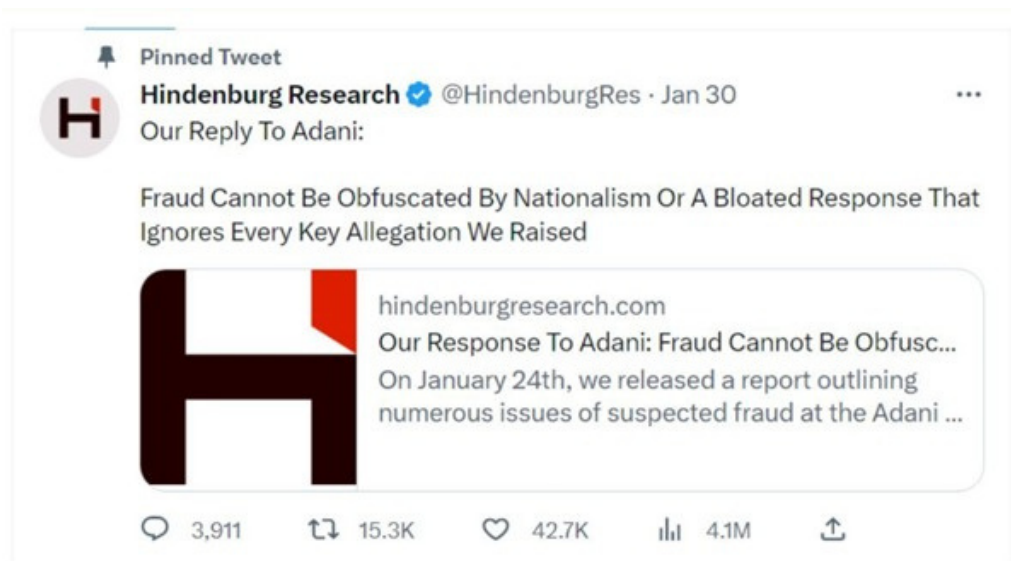 Pinned Tweet
Hindenburg Research @HindenburgRes · Jan 30
Our Reply To Adani:
Fraud Cannot Be Obfuscated By Nationalism Or A Bloated Response That
Ignores Every Key Allegation We Raised
hindenburgresearch.com
Our Response To Adani: Fraud Cannot Be Obfusc...
On January 24th, we released a report outlining
numerous issues of suspected fraud at the Adani ...
3,911 15.3K 42.7K 4.1M